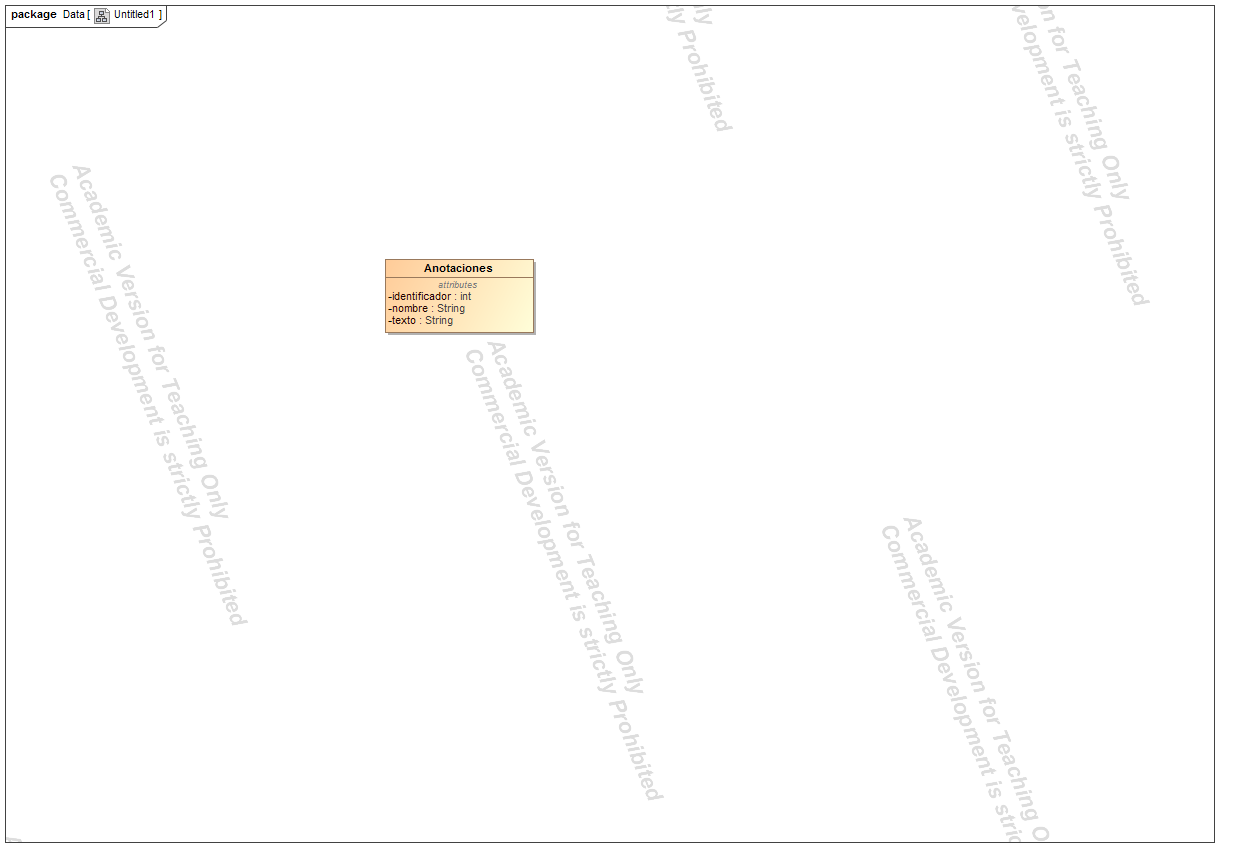 package Data [ Untitled1 ]
ly
ly Prohibited
n for Teaching Only
velopment is strictly Prohibited
Academic Version for Teaching Only
Commercial Development is strictly Prohibited
Anotaciones
attributes
-identificador : int
-nombre : String
-texto : String
Academic Version for Teaching Only
Commercial Development is strictly Prohibited
Academic Version for Teaching O
Commercial Development is stric